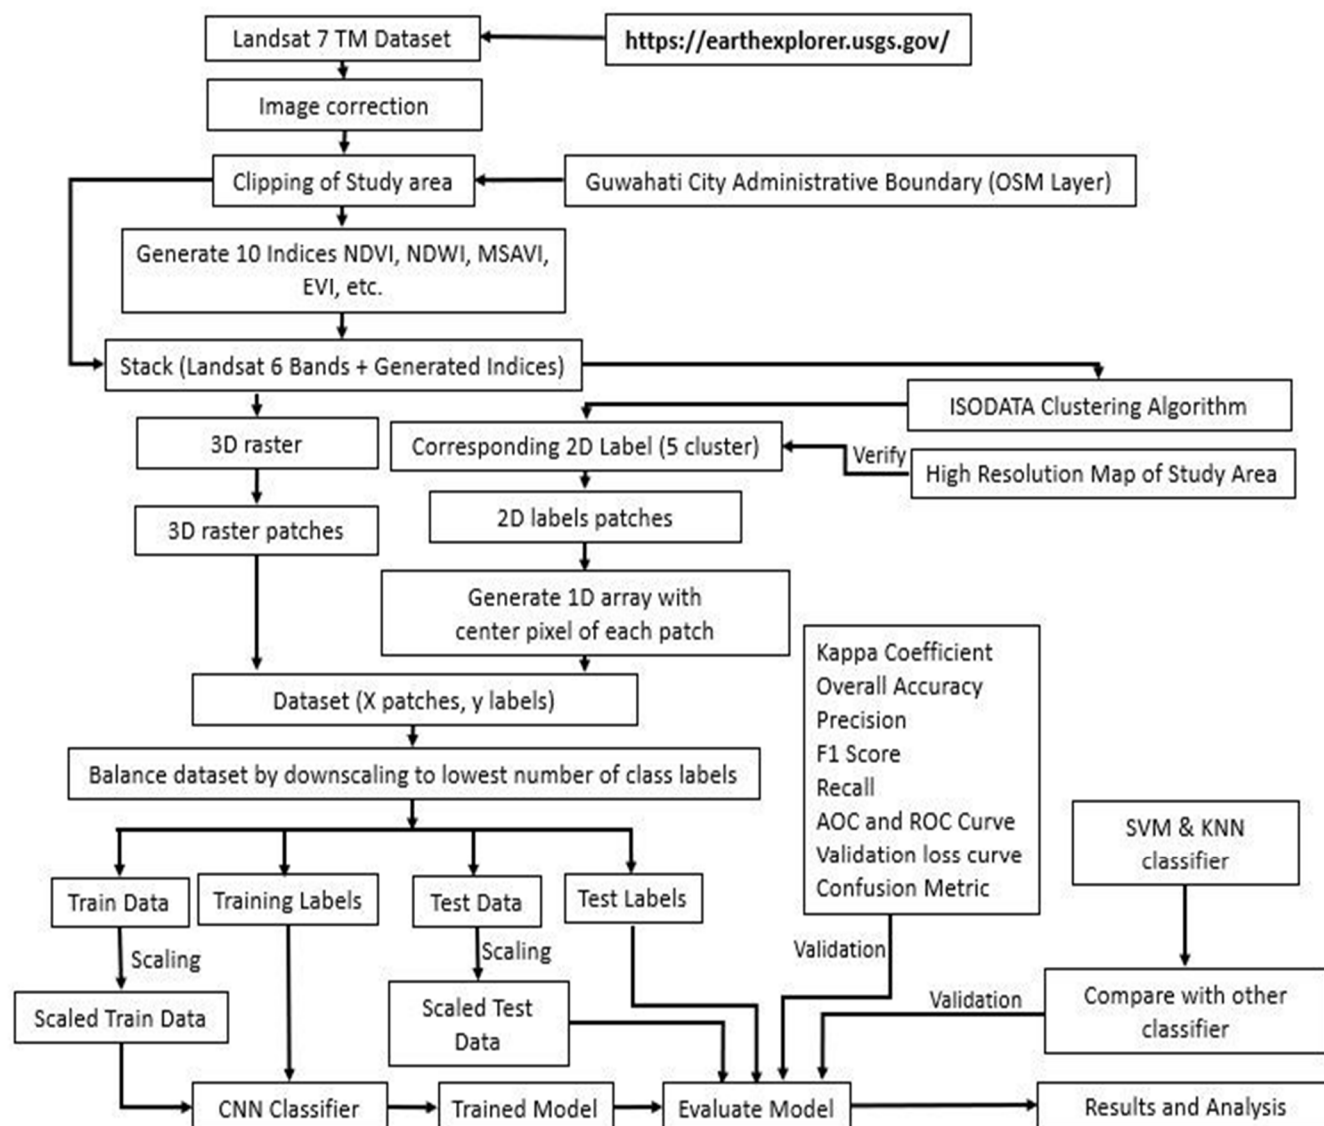 Landsat 7 TM Dataset
https://earthexplorer.usgs.gov/
Image correction
Clipping of Study area
Guwahati City Administrative Boundary (OSM Layer)
Generate 10 Indices NDVI, NDWI, MSAVI,
EVI, etc.
Stack (Landsat 6 Bands + Generated Indices)
ISODATA Clustering Algorithm
3D raster
Corresponding 2D Label (5 cluster)
Verify
High Resolution Map of Study Area
3D raster patches
2D labels patches
Generate 1D array with
center pixel of each patch
Dataset (X patches, y labels)
Balance dataset by downscaling to lowest number of class labels
Kappa Coefficient
Overall Accuracy
Precision
F1 Score
Recall
AOC and ROC Curve
Validation loss curve
Confusion Metric
SVM & KNN
classifier
Train Data
Training Labels
Test Data
Test Labels
Scaling
Scaling
Validation
Validation
Scaled Train Data
Scaled Test
Data
Compare with other
classifier
CNN Classifier
Trained Model
Evaluate Model
Results and Analysis